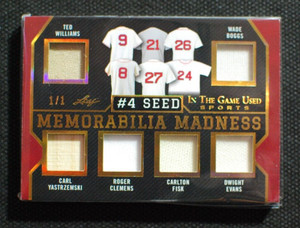 TED WILLIAMS
9 21 26
WADE BOGGS
8 27 24
1/1
Leaf
#4 SEED
IN THE GAME USED
SPORTS
MEMORABILIA MADNESS
CARL YASTRZEMSKI
ROGER CLEMENS
CARLTON FISK
DWIGHT EVANS